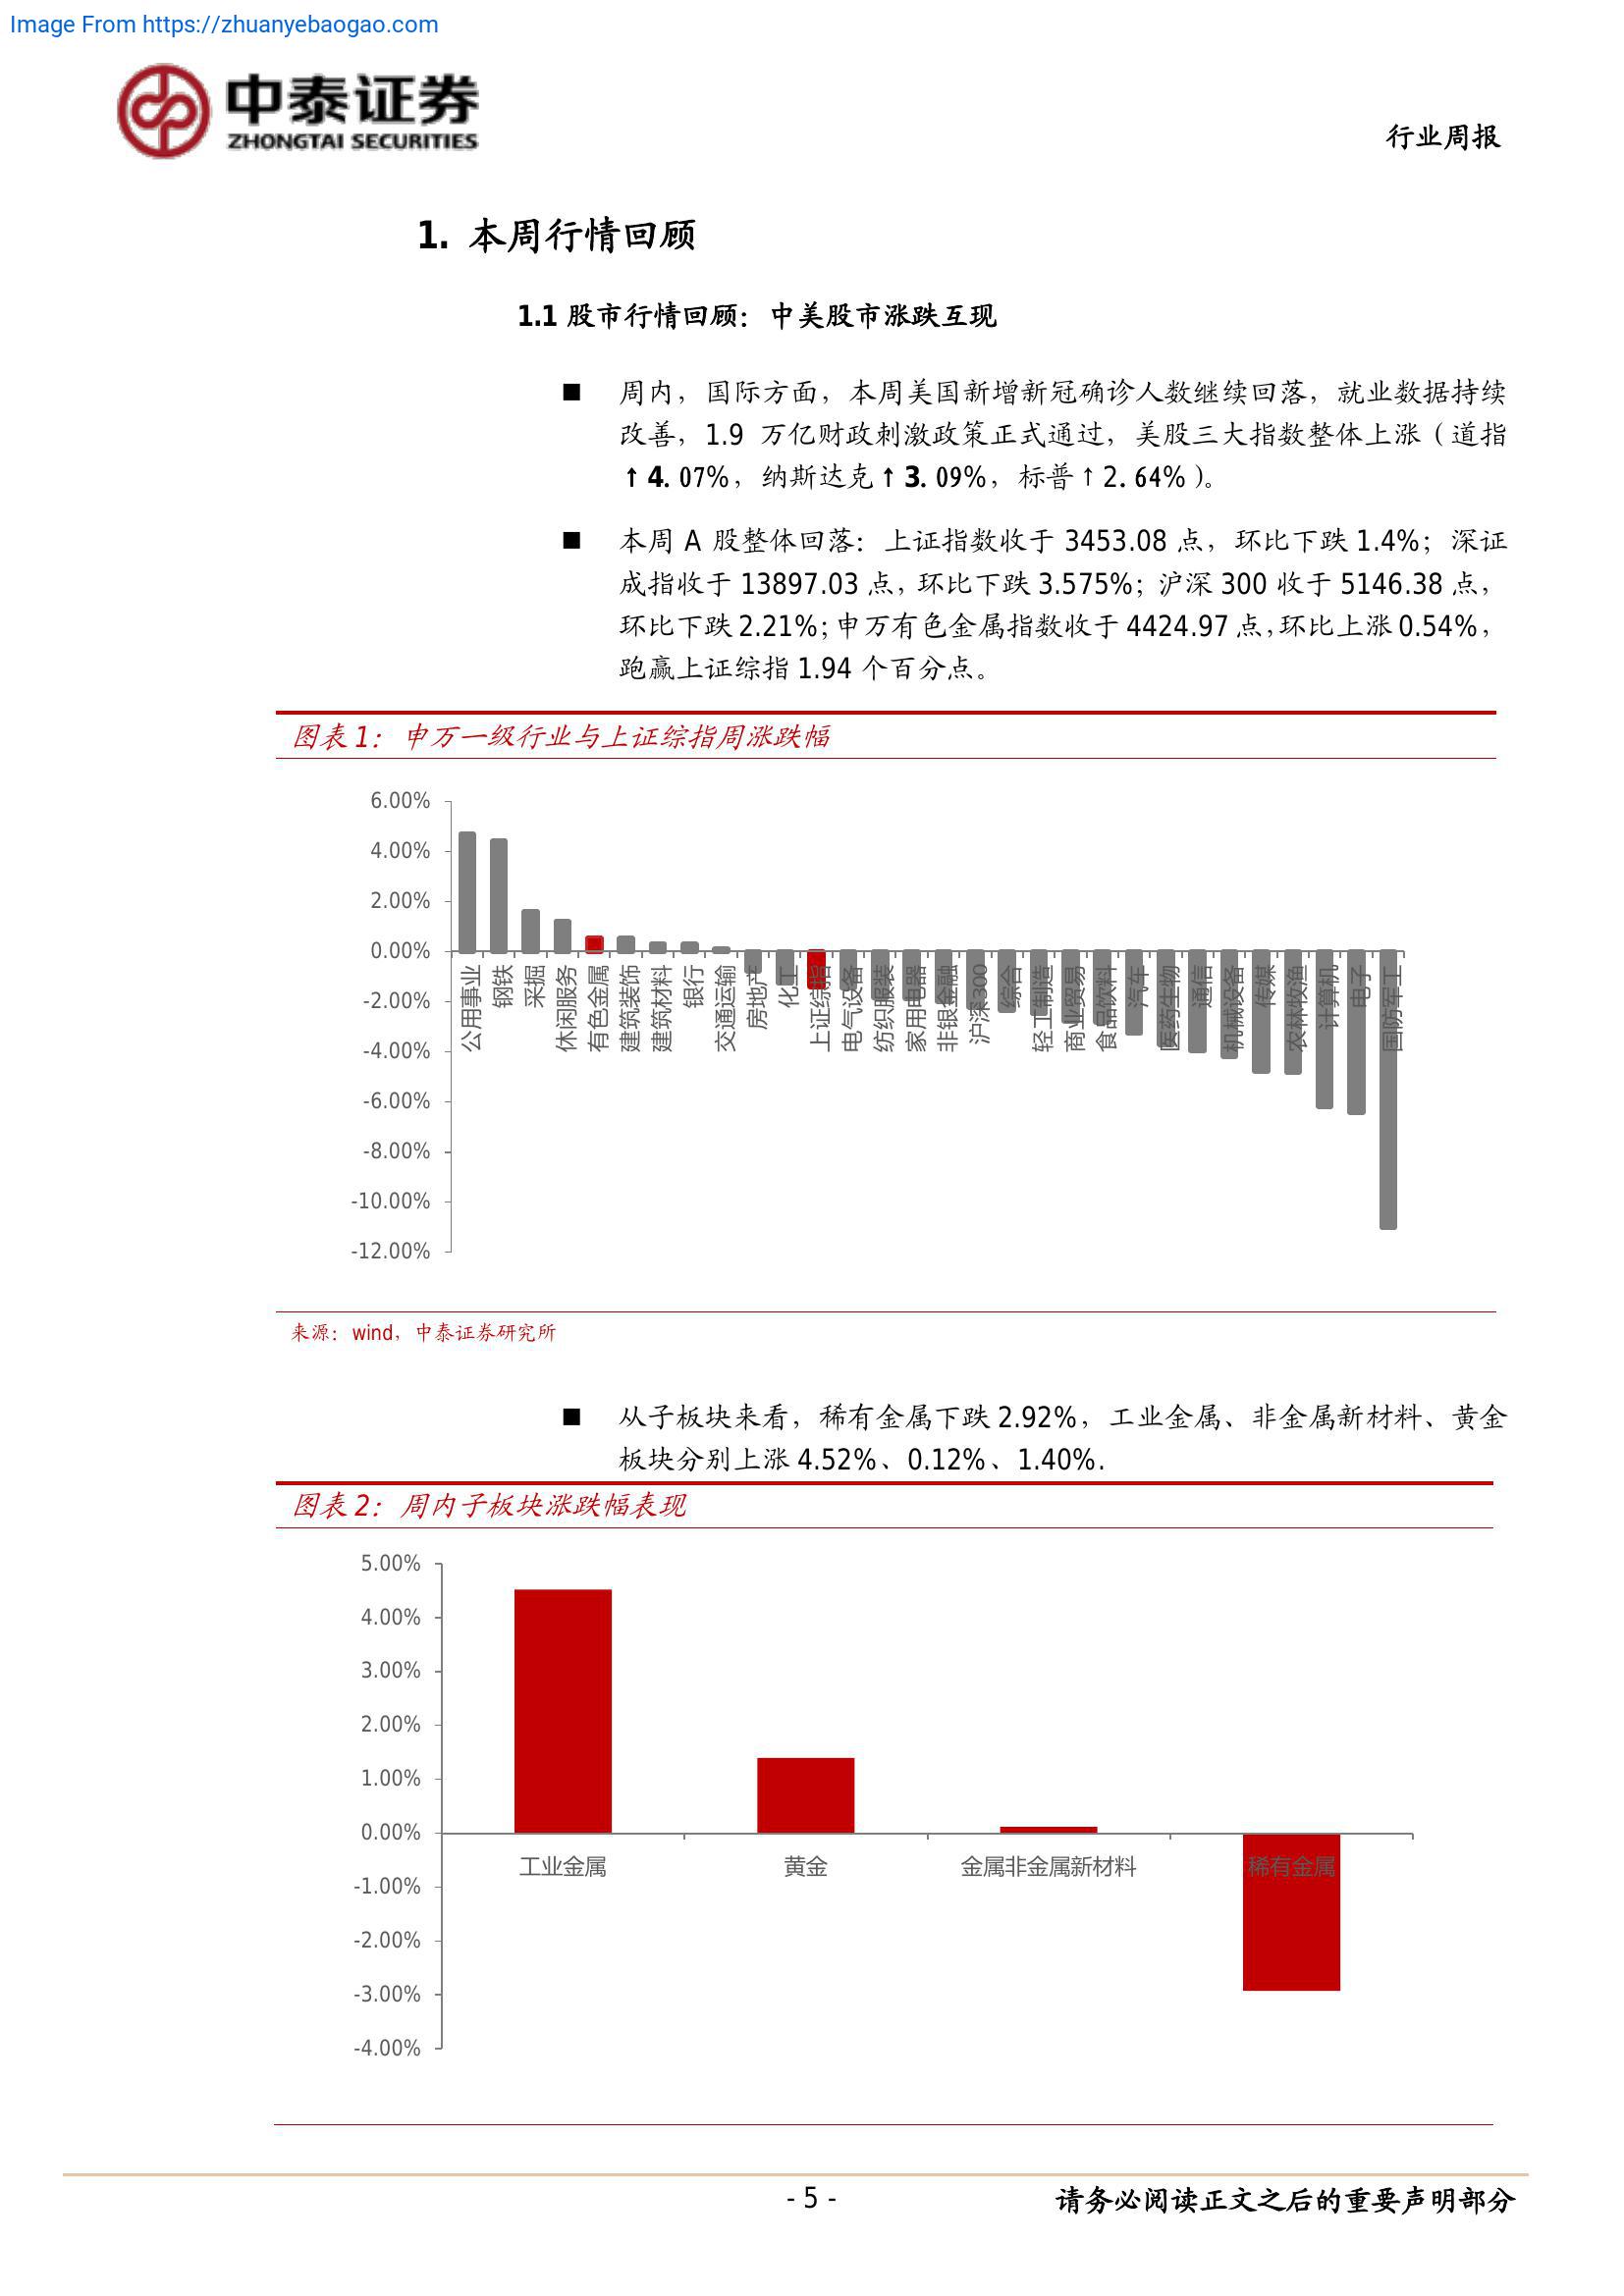 Image From https://zhuanyebaogao.com
中泰证券
ZHONGTAI SECURITIES
行业周报
1. 本周行情回顾
1.1 股市行情回顾：中美股市涨跌互现
■ 周内，国际方面，本周美国新增新冠确诊人数继续回落，就业数据持续
改善，1.9 万亿财政刺激政策正式通过，美股三大指数整体上涨（道指
↑4.07%，纳斯达克↑3.09%，标普↑2.64%）。
■ 本周 A 股整体回落：上证指数收于 3453.08 点，环比下跌 1.4%；深证
成指收于 13897.03 点，环比下跌 3.575%；沪深 300 收于 5146.38 点，
环比下跌 2.21%；申万有色金属指数收于 4424.97 点，环比上涨 0.54%，
跑赢上证综指 1.94 个百分点。
图表 1：申万一级行业与上证综指周涨跌幅
6.00%
4.00%
2.00%
0.00%
-2.00%
-4.00%
-6.00%
-8.00%
-10.00%
-12.00%
公用事业
钢铁
采掘
休闲服务
有色金属
建筑装饰
建筑材料
银行
交通运输
房地产
化工
上证综指
电气设备
纺织服装
家用电器
非银金融
沪深300
综合
轻工制造
商业贸易
食品饮料
汽车
医药生物
通信
机械设备
传媒
农林牧渔
计算机
电子
国防军工
来源：wind，中泰证券研究所
■ 从子板块来看，稀有金属下跌 2.92%，工业金属、非金属新材料、黄金
板块分别上涨 4.52%、0.12%、1.40%.
图表 2：周内子板块涨跌幅表现
5.00%
4.00%
3.00%
2.00%
1.00%
0.00%
-1.00%
-2.00%
-3.00%
-4.00%
工业金属
黄金
金属非金属新材料
稀有金属
- 5 -
请务必阅读正文之后的重要声明部分